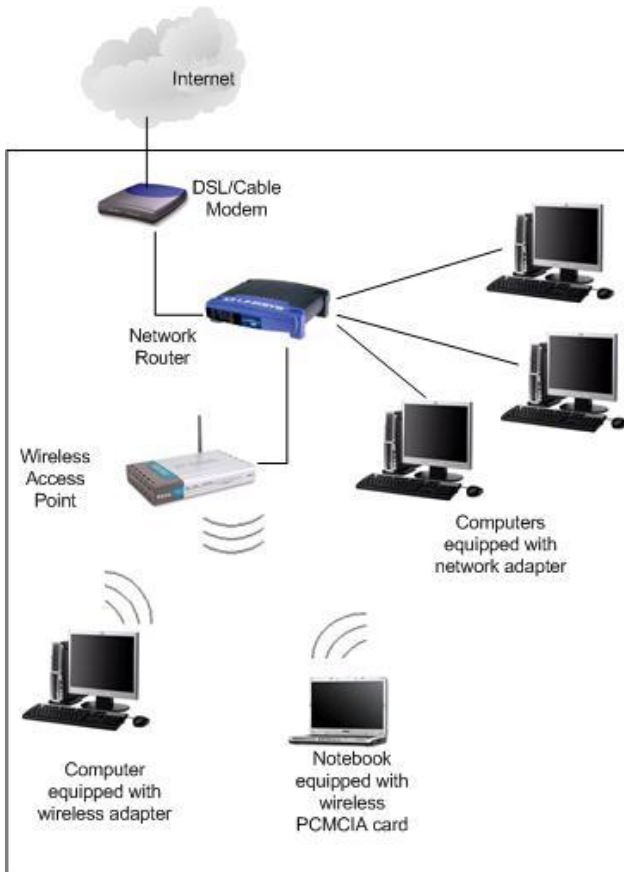 Internet
DSL/Cable
Modem
LINKSYS
Network
Router
Wireless
Access
Point
Computers
equipped with
network adapter
Computer
equipped with
wireless adapter
Notebook
equipped with
wireless
PCMCIA card